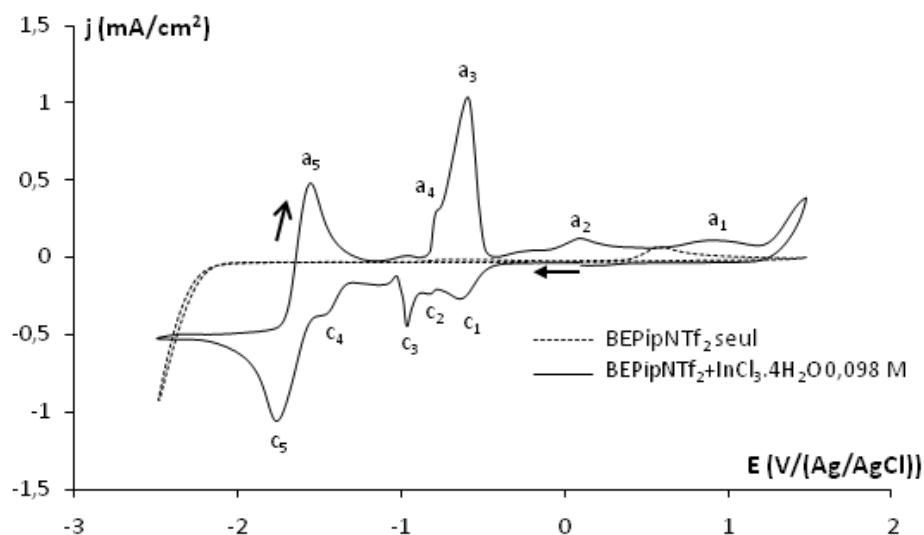 1,5
j (mA/cm²)
a₃
1
a₅
0,5
a₄
a₂
a₁
0
c₄
c₃
c₂
c₁
-0,5
BEPipNTf₂ seul
BEPipNTf₂+InCl₃.4H₂O 0,098 M
-1
c₅
E (V/(Ag/AgCl))
-1,5
-3 -2 -1 0 1 2